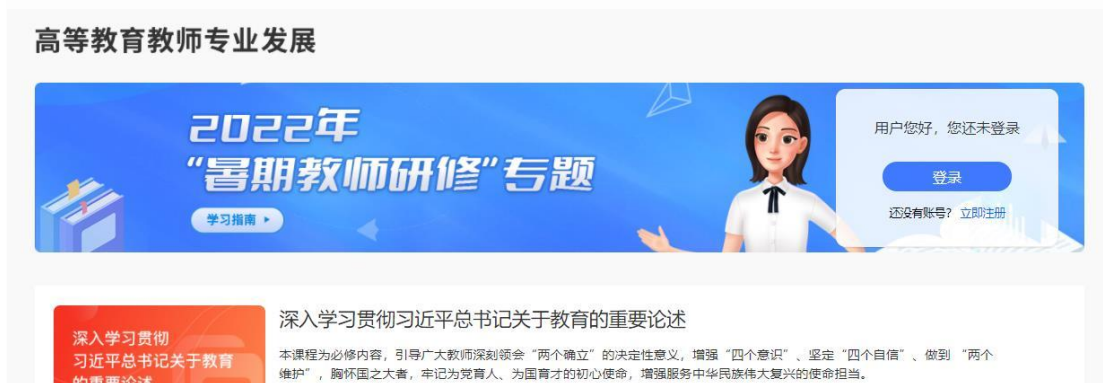 高等教育教师专业发展
2022年
“暑期教师研修”专题
学习指南
用户您好，您还未登录
登录
还没有账号？ 立即注册
深入学习贯彻
习近平总书记关于教育
的重要论述
深入学习贯彻习近平总书记关于教育的重要论述
本课程为必修内容，引导广大教师深刻领会“两个确立”的决定性意义，增强“四个意识”、坚定“四个自信”、做到 “两个
维护”，胸怀国之大者，牢记为党育人、为国育才的初心使命，增强服务中华民族伟大复兴的使命担当。